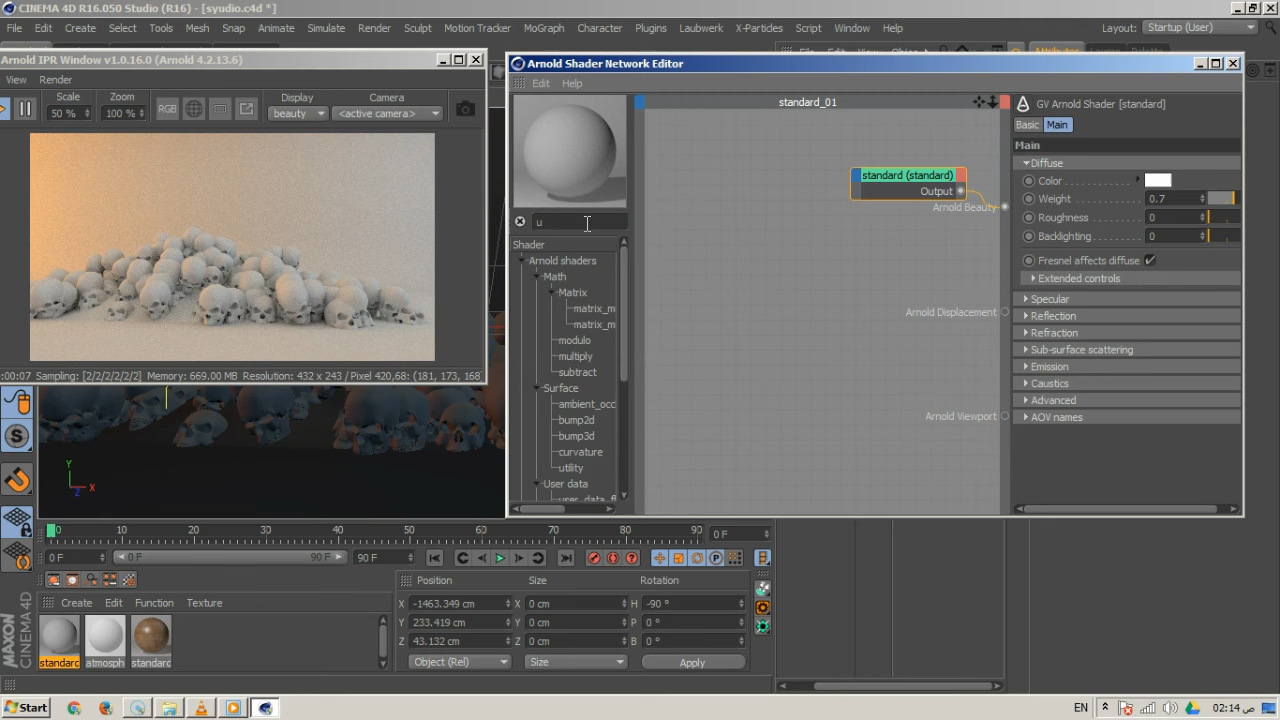 CINEMA 4D R16.050 Studio (R16) - [syudio.c4d *]
File Edit Create Select Tools Mesh Snap Animate Simulate Render Sculpt Motion Tracker MoGraph Character Plugins Laubwerk X-Particles Script Window Help
Layout: Startup (User)
Arnold IPR Window v1.0.16.0 (Arnold 4.2.13.6)
View Render
Scale Zoom Display Camera
50 % 100 % RGB beauty <active camera>
:00:07 Sampling: [2/2/2/2/2/2] Memory: 669.00 MB Resolution: 432 x 243 / Pixel 420,68: (181, 173, 168
Arnold Shader Network Editor
Edit Help
u
Shader
Arnold shaders
Math
Matrix
matrix_m
matrix_m
modulo
multiply
subtract
Surface
ambient_occ
bump2d
bump3d
curvature
utility
User data
standard_01
standard (standard)
Output
Arnold Beauty
Arnold Displacement
Arnold Viewport
GV Arnold Shader [standard]
Basic Main
Main
Diffuse
Color
Weight 0.7
Roughness 0
Backlighting 0
Fresnel affects diffuse
Extended controls
Specular
Reflection
Refraction
Sub-surface scattering
Emission
Caustics
Advanced
AOV names
Y
X
Z
0 10 20 30 40 50 60 70 80 90 0 F
0 F 0 F 90 F 90 F
Create Edit Function Texture
standarc atmosph standarc
Position Size Rotation
X -1463.349 cm X 0 cm H -90 °
Y 233.419 cm Y 0 cm P 0 °
Z 43.132 cm Z 0 cm B 0 °
Object (Rel) Size Apply
MAXON CINEMA 4D
Start EN 02:14 ص